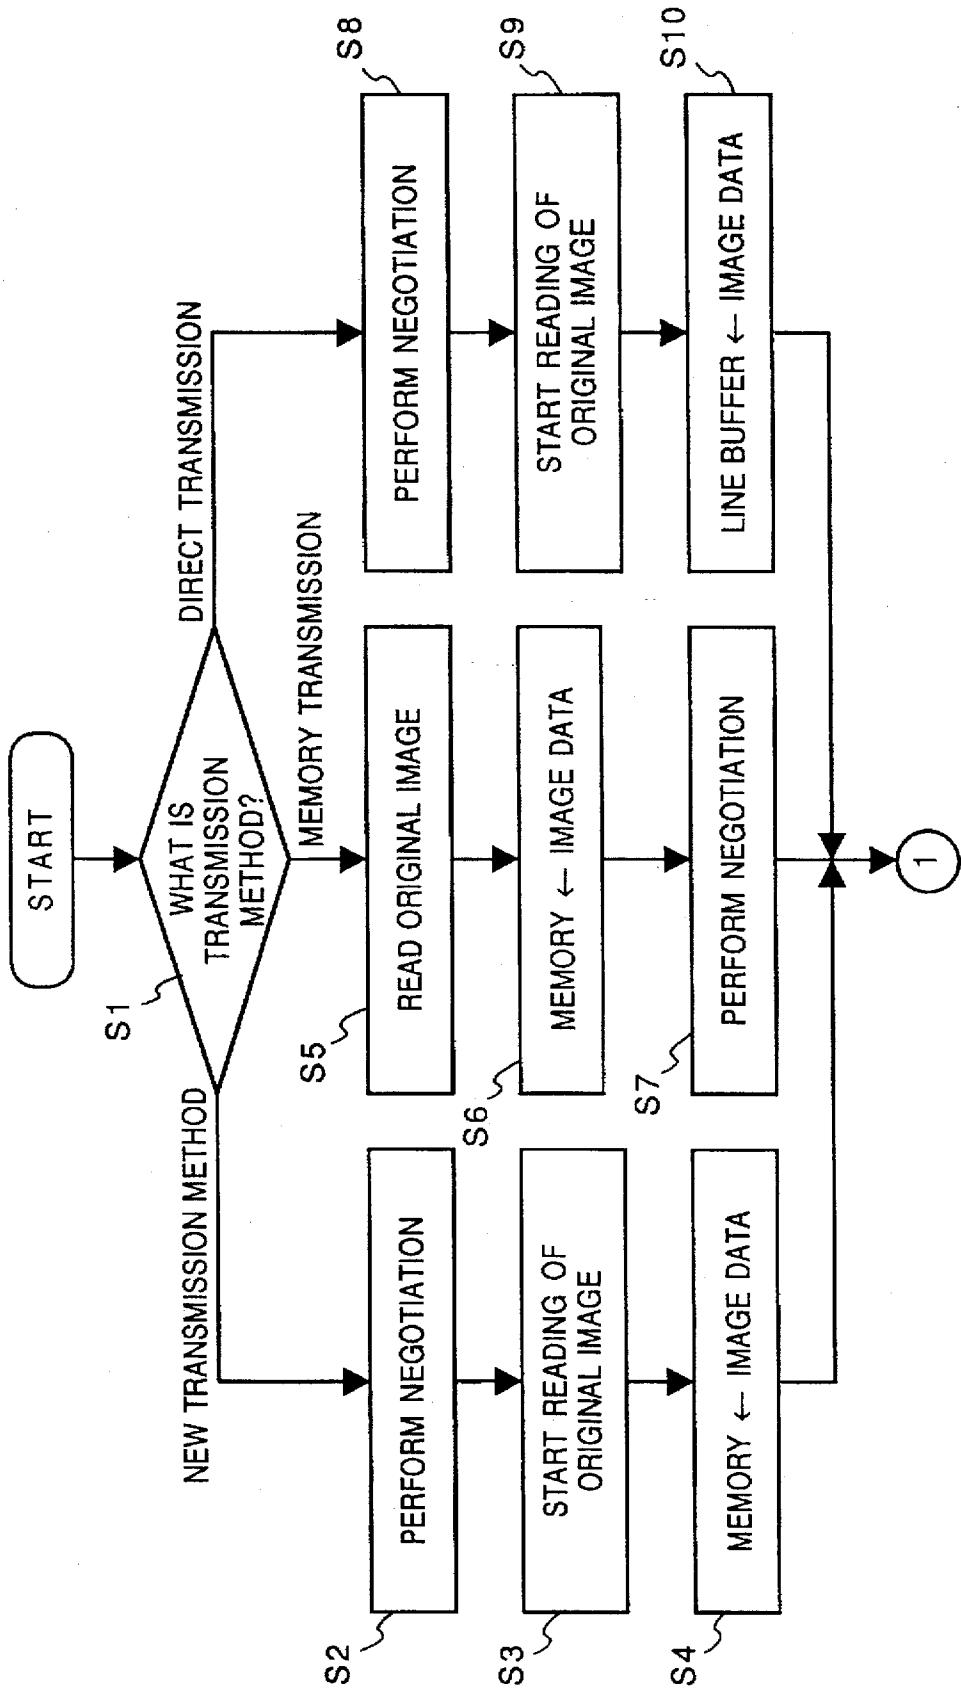 START
S1
WHAT IS
TRANSMISSION
METHOD?
NEW TRANSMISSION METHOD
MEMORY TRANSMISSION
DIRECT TRANSMISSION
S2
PERFORM NEGOTIATION
S3
START READING OF
ORIGINAL IMAGE
S4
MEMORY ← IMAGE DATA
S5
READ ORIGINAL IMAGE
S6
MEMORY ← IMAGE DATA
S7
PERFORM NEGOTIATION
S8
PERFORM NEGOTIATION
S9
START READING OF
ORIGINAL IMAGE
S10
LINE BUFFER ← IMAGE DATA
1